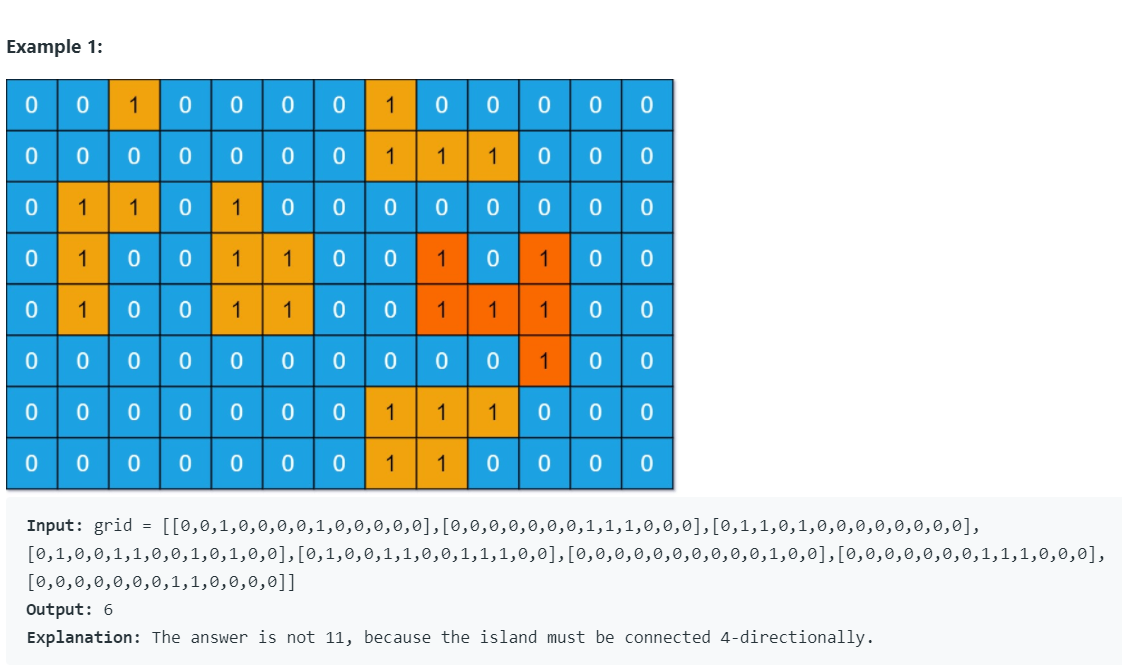 Example 1:
0 0 1 0 0 0 0 1 0 0 0 0 0
0 0 0 0 0 0 0 1 1 1 0 0 0
0 1 1 0 1 0 0 0 0 0 0 0 0
0 1 0 0 1 1 0 0 1 0 1 0 0
0 1 0 0 1 1 0 0 1 1 1 0 0
0 0 0 0 0 0 0 0 0 0 1 0 0
0 0 0 0 0 0 0 1 1 1 0 0 0
0 0 0 0 0 0 0 1 1 0 0 0 0
Input: grid = [[0,0,1,0,0,0,0,1,0,0,0,0,0],[0,0,0,0,0,0,0,1,1,1,0,0,0],[0,1,1,0,1,0,0,0,0,0,0,0,0],
[0,1,0,0,1,1,0,0,1,0,1,0,0],[0,1,0,0,1,1,0,0,1,1,1,0,0],[0,0,0,0,0,0,0,0,0,0,1,0,0],[0,0,0,0,0,0,0,1,1,1,0,0,0],
[0,0,0,0,0,0,0,1,1,0,0,0,0]]
Output: 6
Explanation: The answer is not 11, because the island must be connected 4-directionally.